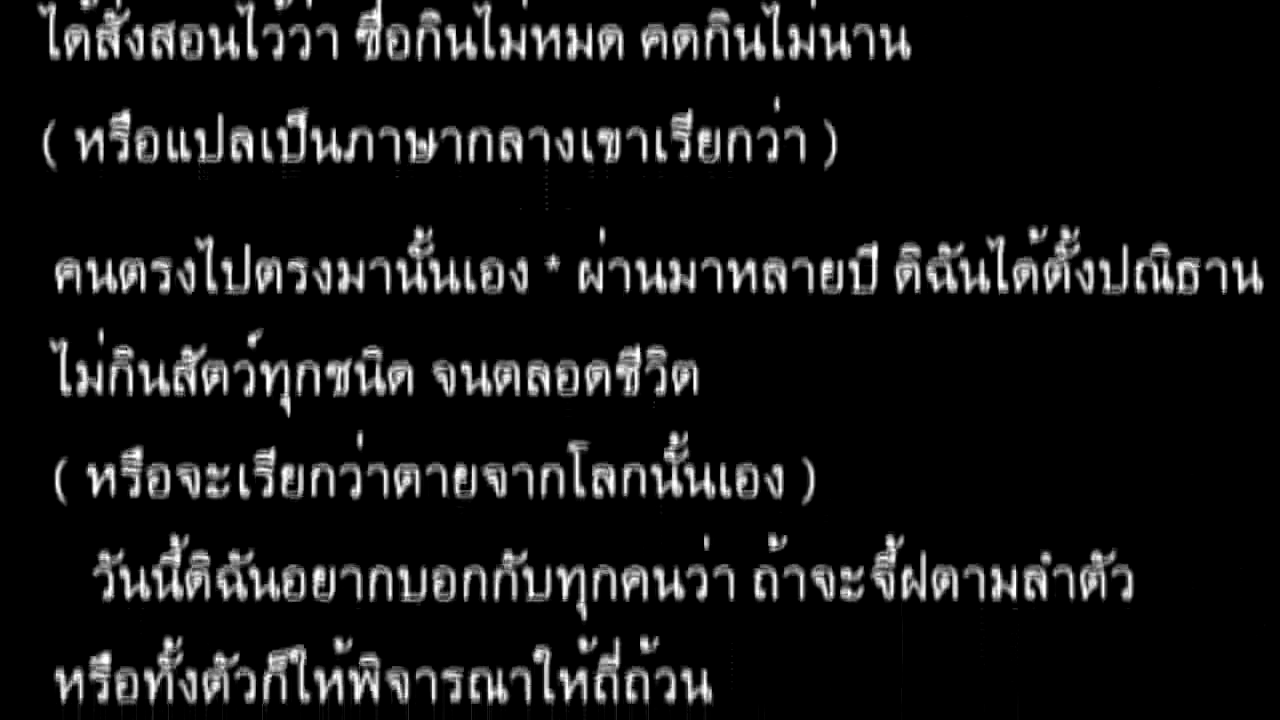 ได้สั่งสอนไว้ว่า ซื่อกินไม่หมด คดกินไม่นาน
( หรือแปลเป็นภาษากลางเขาเรียกว่า )
คนตรงไปตรงมานั้นเอง * ผ่านมาหลายปี ดิฉันได้ตั้งปณิธาน
ไม่กินสัตว์ทุกชนิด จนตลอดชีวิต
( หรือจะเรียกว่าตายจากโลกนั้นเอง )
วันนี้ดิฉันอยากบอกกับทุกคนว่า ถ้าจะจี้ฝตามลำตัว
หรือทั้งตัวก็ให้พิจารณาให้ถี่ถ้วน